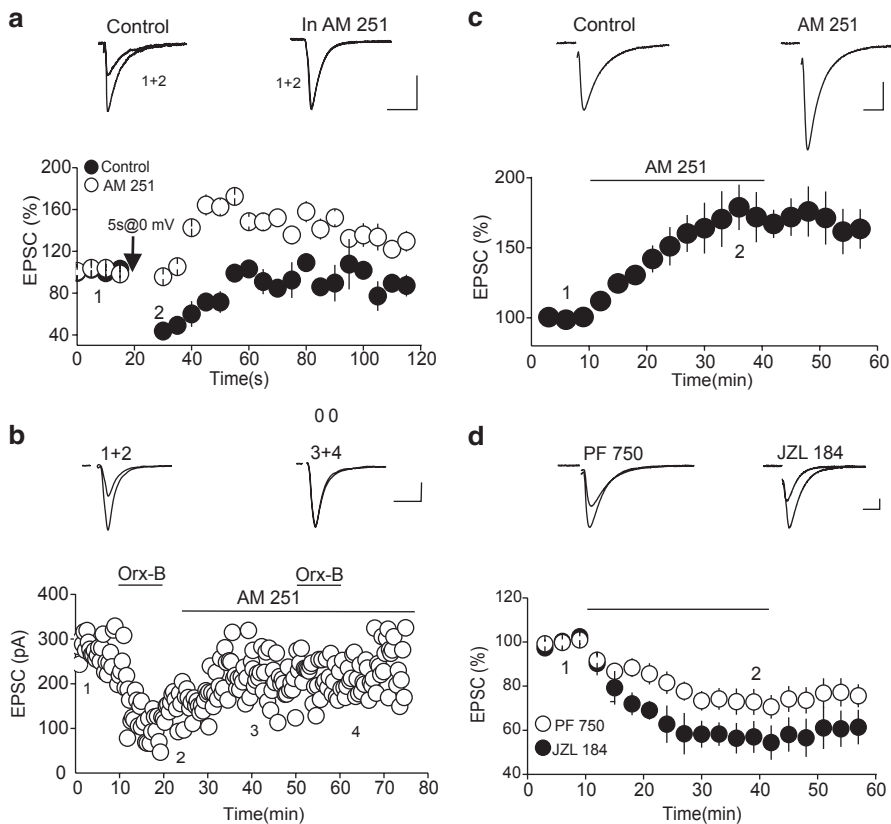 a
Control
In AM 251
1+2
1+2
Control
AM 251
5s@0 mV
1
2
EPSC (%)
200
160
120
80
40
0 20 40 60 80 100 120
Time(s)
b
0 0
1+2
3+4
Orx-B
Orx-B
AM 251
1
2
3
4
EPSC (pA)
400
300
200
100
0
0 10 20 30 40 50 60 70 80
Time(min)
c
Control
AM 251
AM 251
1
2
EPSC (%)
200
150
100
0 10 20 30 40 50 60
Time(min)
d
PF 750
JZL 184
1
2
PF 750
JZL 184
EPSC (%)
120
100
80
60
40
0 10 20 30 40 50 60
Time(min)